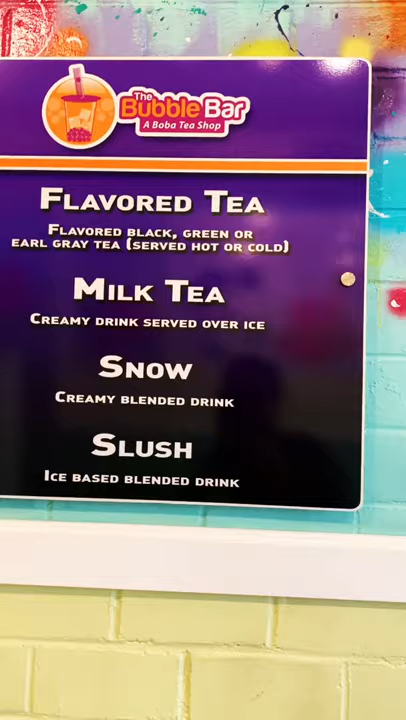 The
Bubble Bar
A Boba Tea Shop
FLAVORED TEA
FLAVORED BLACK, GREEN OR
EARL GRAY TEA (SERVED HOT OR COLD)
MILK TEA
CREAMY DRINK SERVED OVER ICE
SNOW
CREAMY BLENDED DRINK
SLUSH
ICE BASED BLENDED DRINK